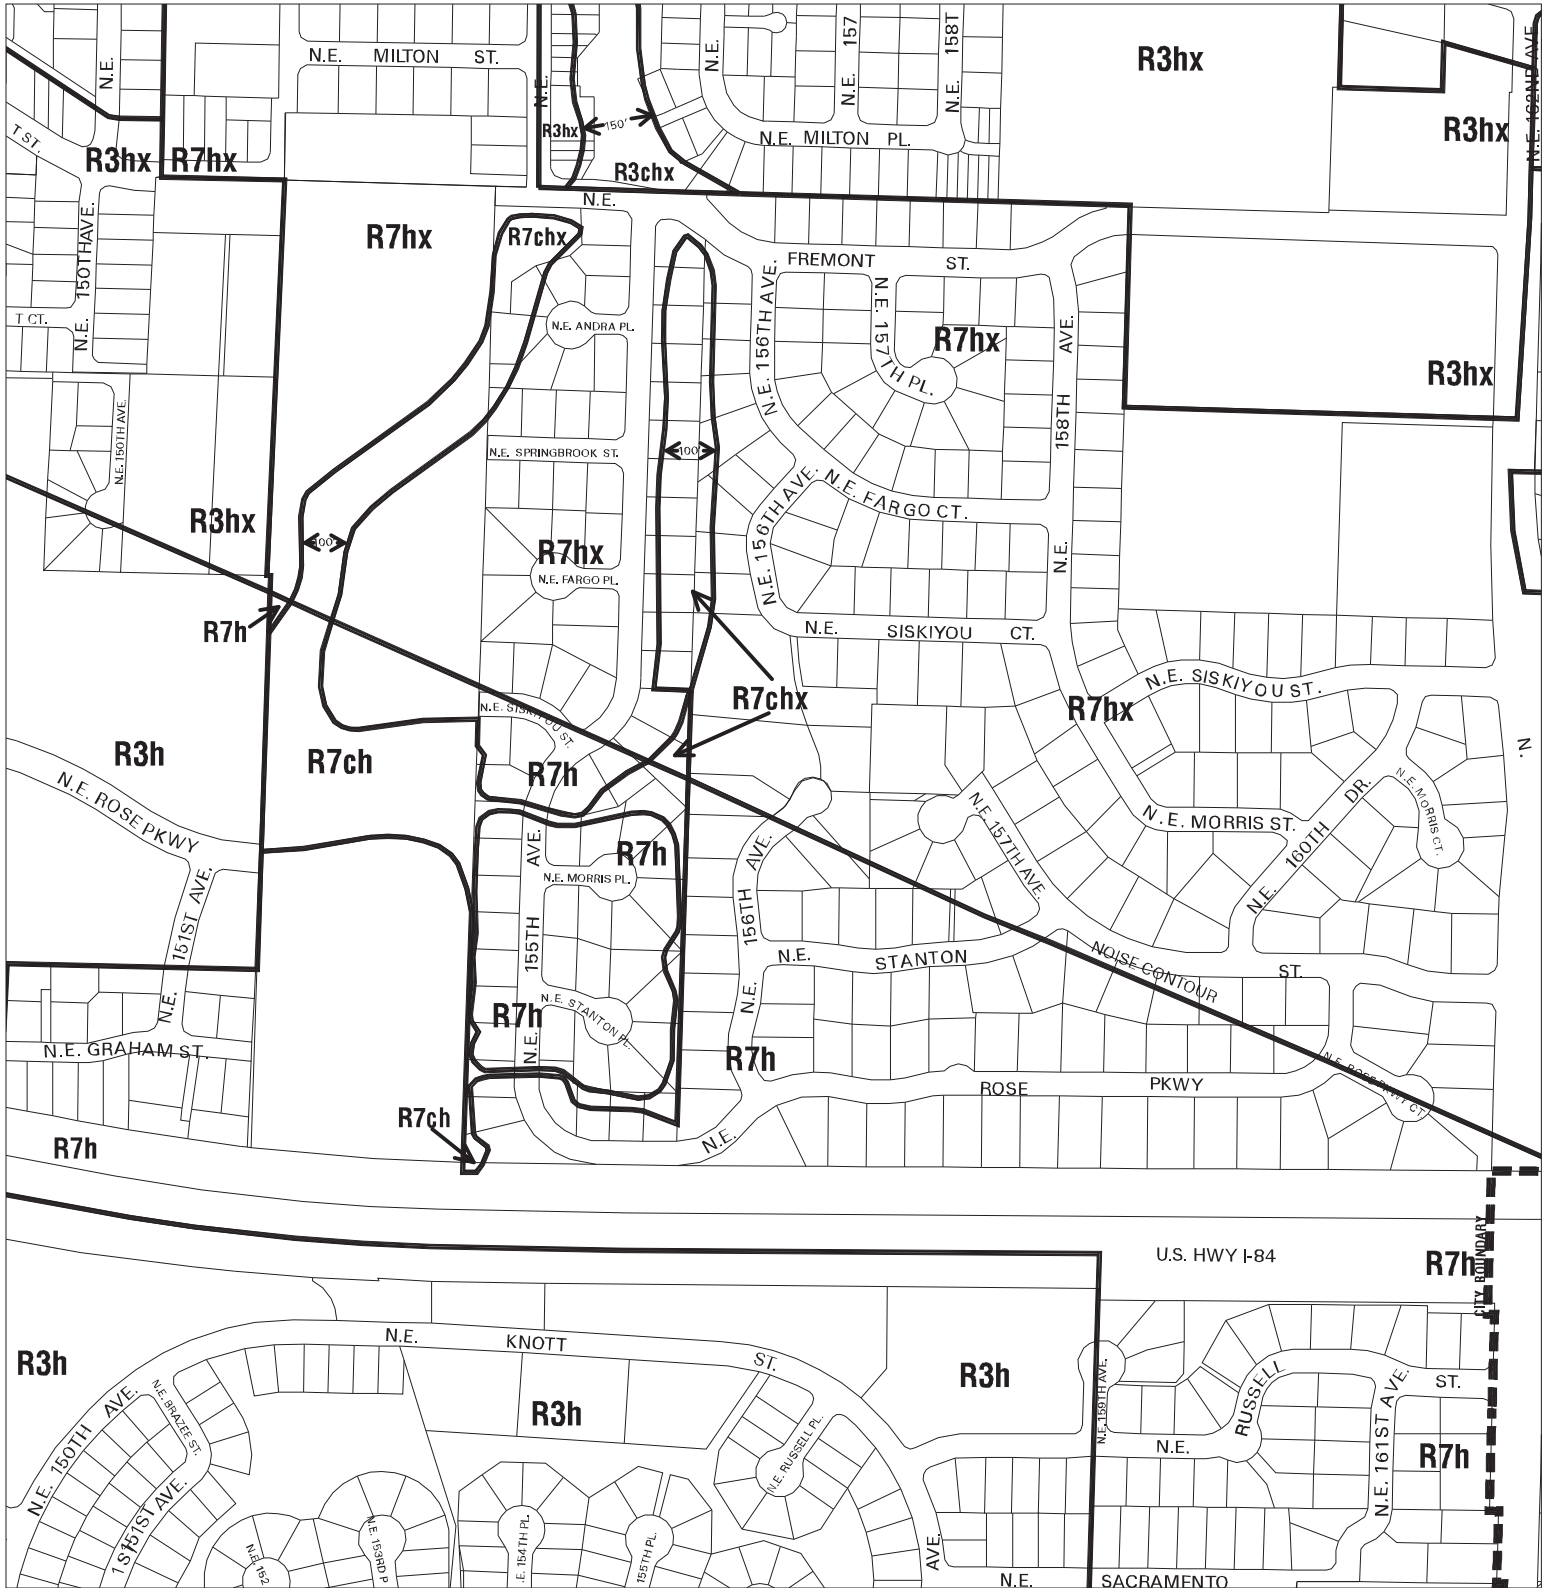 N.E.
N.E. MILTON ST.
N.E.
N.E.
N.E. 157
N.E. 158T
R3hx
N.E. 162ND AVE.
T ST.
R3hx
R7hx
R3hx
150'
R3chx
N.E. MILTON PL.
R3hx
N.E.
N.E. 150TH AVE.
T CT.
R7hx
R7chx
FREMONT ST.
N.E. ANDRA PL.
N.E. 156TH AVE.
N.E. 157TH PL.
R7hx
N.E. 158TH AVE.
R3hx
N.E. 150TH AVE.
N.E. SPRINGBROOK ST.
100'
N.E. 156TH AVE.
N.E. FARGO CT.
R3hx
100'
R7hx
N.E. FARGO PL.
R7h
N.E. SISKIYOU CT.
R7chx
R7hx
N.E. SISKIYOU ST.
N.E. SISKIYOU ST.
R3h
R7ch
R7h
N.
N.E. ROSE PKWY
N.E. MORRIS ST.
N.E. 160TH DR.
N.E. MORRIS CT.
N.E. 157TH AVE.
R7h
N.E. MORRIS PL.
N.E. 155TH AVE.
N.E. 156TH AVE.
N.E. 151ST AVE.
N.E. STANTON ST.
NOISE CONTOUR
R7h
N.E. STANTON PL.
N.E. GRAHAM ST.
R7h
N.E. ROSE PKWY
N.E. ROSE PKWY CT.
R7ch
R7h
U.S. HWY I-84
R7h
CITY BOUNDARY
R3h
N.E. KNOTT ST.
R3h
N.E. 159TH AVE.
N.E. RUSSELL ST.
N.E. 150TH AVE.
N.E. BRAZEE ST.
R3h
N.E. RUSSELL PL.
N.E. 161ST AVE.
R7h
1 ST
151ST AVE.
N.E. 152
N.E. 153RD P
.E. 154TH PL.
155TH PL.
AVE.
N.E. SACRAMENTO